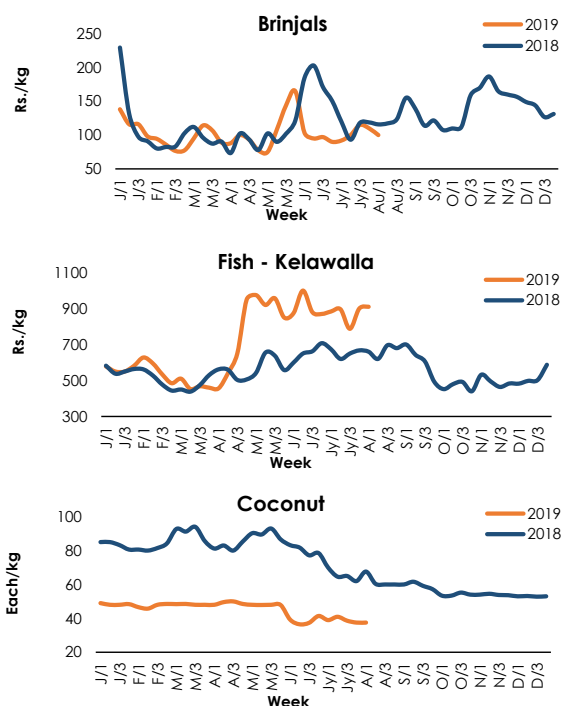 Brinjals
2019
2018
Rs./kg
250
200
150
100
50
J/1 J/3 F/1 F/3 M/1 M/3 A/1 A/3 M/1 M/3 J/1 J/3 Jy/1 Jy/3 Au/1 Au/3 S/1 S/3 O/1 O/3 N/1 N/3 D/1 D/3
Week
Fish - Kelawalla
2019
2018
Rs./kg
1100
900
700
500
300
J/1 J/3 F/1 F/3 M/1 M/3 A/1 A/3 M/1 M/3 J/1 J/3 Jy/1 Jy/3 A/1 A/3 S/1 S/3 O/1 O/3 N/1 N/3 D/1 D/3
Week
Coconut
2019
2018
Each/kg
100
80
60
40
20
J/1 J/3 F/1 F/3 M/1 M/3 A/1 A/3 M/1 M/3 J/1 J/3 Jy/1 Jy/3 A/1 A/3 S/1 S/3 O/1 O/3 N/1 N/3 D/1 D/3
Week